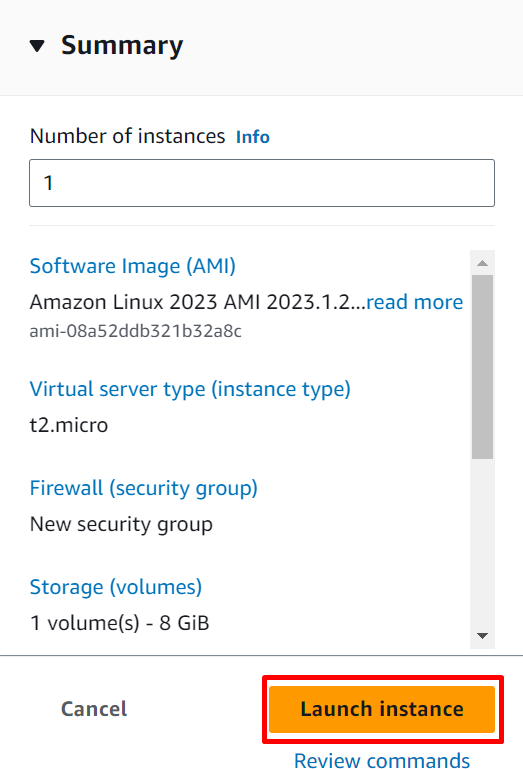 Summary
Number of instances Info
1
Software Image (AMI)
Amazon Linux 2023 AMI 2023.1.2...read more
ami-08a52ddb321b32a8c
Virtual server type (instance type)
t2.micro
Firewall (security group)
New security group
Storage (volumes)
1 volume(s) - 8 GiB
Cancel
Launch instance
Review commands